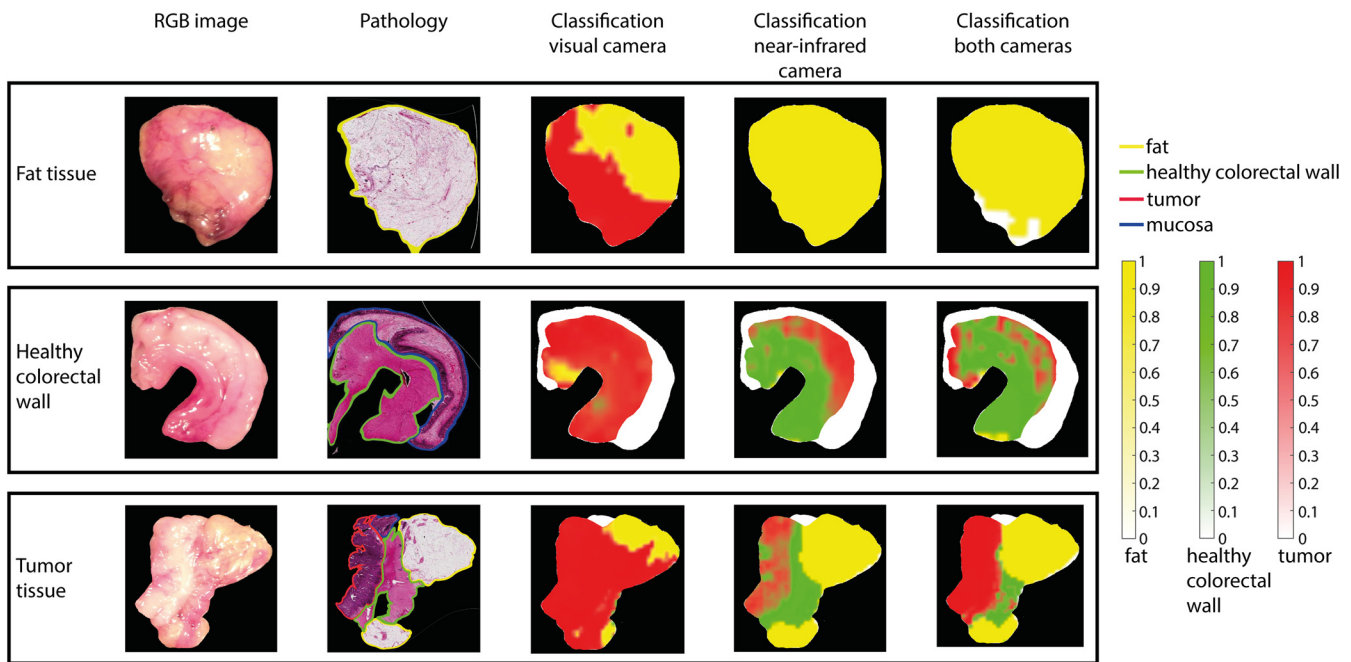 RGB image
Pathology
Classification
visual camera
Classification
near-infrared
camera
Classification
both cameras
Fat tissue
Healthy
colorectal
wall
Tumor
tissue
fat
healthy colorectal wall
tumor
mucosa
1
0.9
0.8
0.7
0.6
0.5
0.4
0.3
0.2
0.1
0
fat
1
0.9
0.8
0.7
0.6
0.5
0.4
0.3
0.2
0.1
0
healthy
colorectal
wall
1
0.9
0.8
0.7
0.6
0.5
0.4
0.3
0.2
0.1
0
tumor